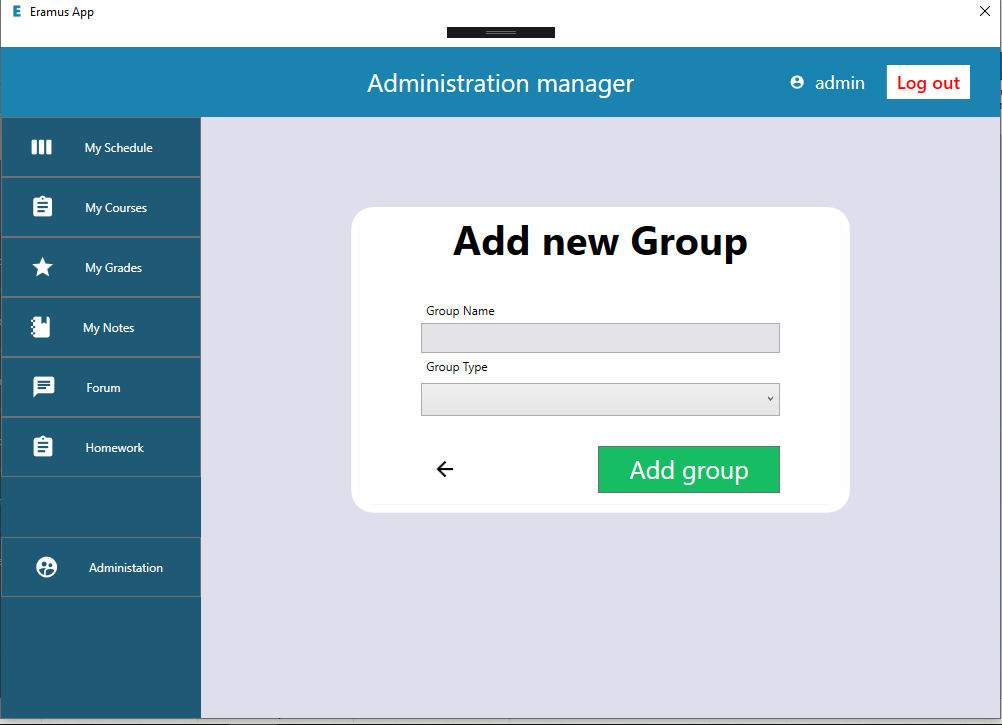 E Eramus App
Administration manager
admin
Log out
My Schedule
My Courses
My Grades
My Notes
Forum
Homework
Administation
Add new Group
Group Name
Group Type
Add group